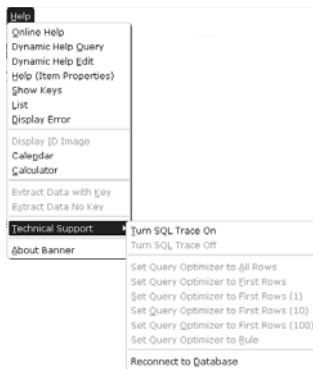 Help
Online Help
Dynamic Help Query
Dynamic Help Edit
Help (Item Properties)
Show Keys
List
Display Error
Display ID Image
Calendar
Calculator
Extract Data with Key
Extract Data No Key
Technical Support
About Banner
Turn SQL Trace On
Turn SQL Trace Off
Set Query Optimizer to All Rows
Set Query Optimizer to First Rows
Set Query Optimizer to First Rows (1)
Set Query Optimizer to First Rows (10)
Set Query Optimizer to First Rows (100)
Set Query Optimizer to Rule
Reconnect to Database